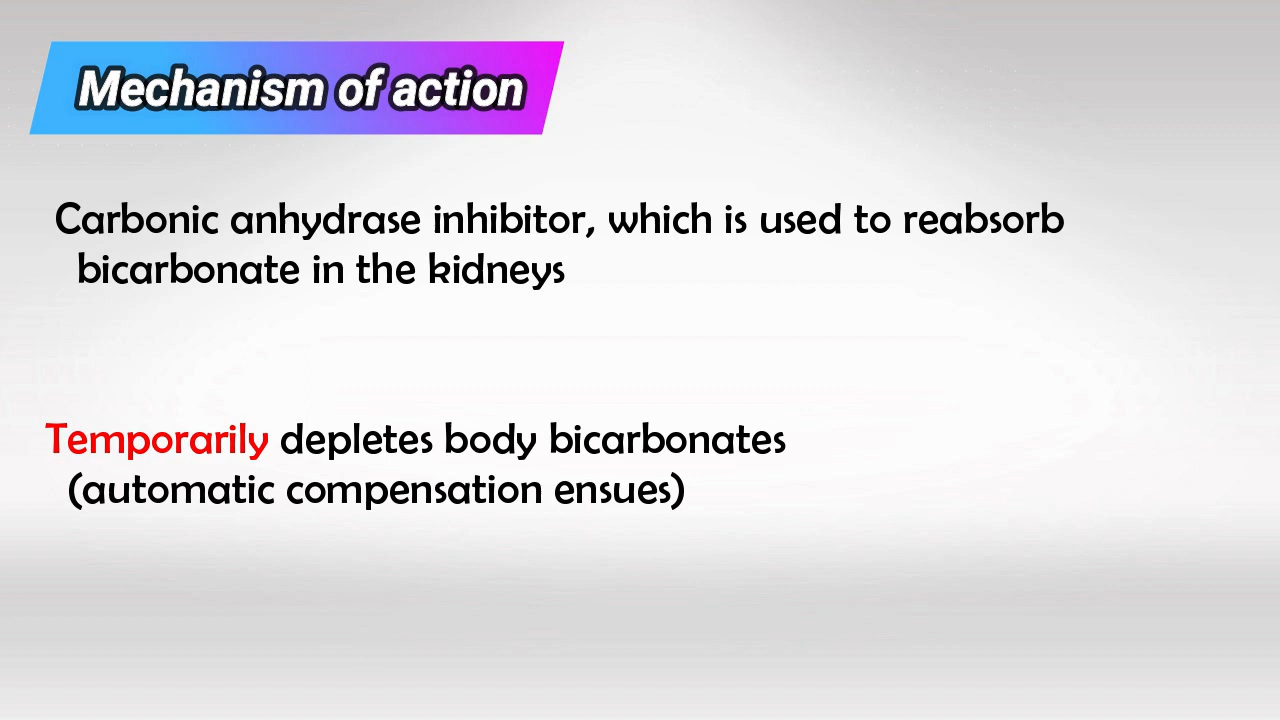 Mechanism of action
Carbonic anhydrase inhibitor, which is used to reabsorb
bicarbonate in the kidneys
Temporarily depletes body bicarbonates
(automatic compensation ensues)